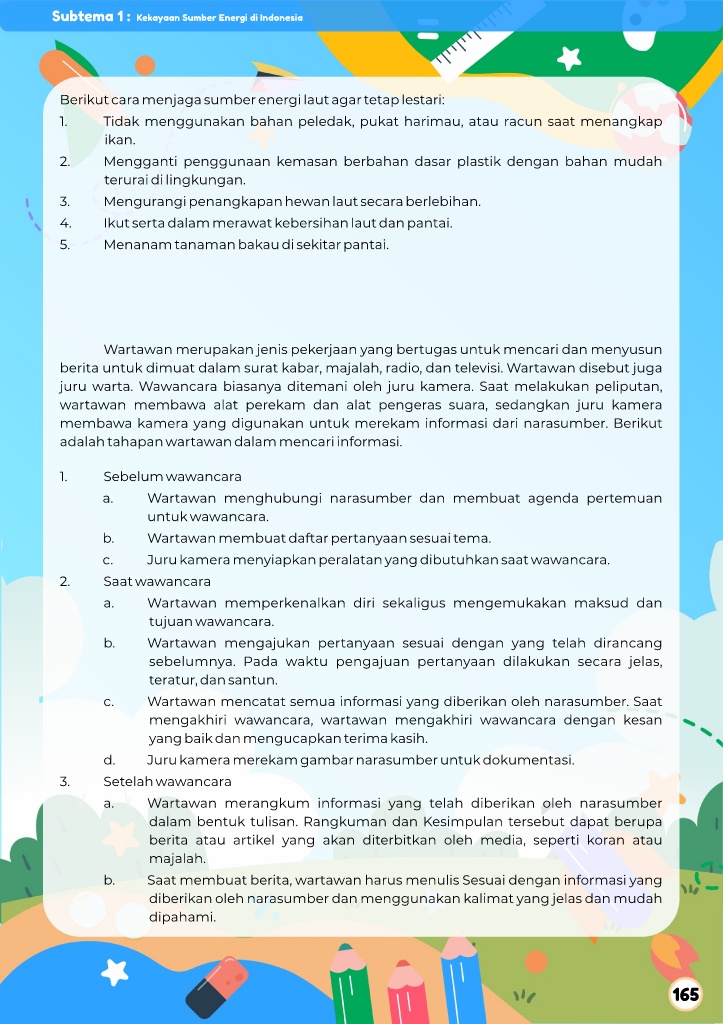 Subtema 1 : Kekayaan Sumber Energi di Indonesia
Berikut cara menjaga sumber energi laut agar tetap lestari:
1. Tidak menggunakan bahan peledak, pukat harimau, atau racun saat menangkap
ikan.
2. Mengganti penggunaan kemasan berbahan dasar plastik dengan bahan mudah
terurai di lingkungan.
3. Mengurangi penangkapan hewan laut secara berlebihan.
4. Ikut serta dalam merawat kebersihan laut dan pantai.
5. Menanam tanaman bakau di sekitar pantai.
Wartawan merupakan jenis pekerjaan yang bertugas untuk mencari dan menyusun
berita untuk dimuat dalam surat kabar, majalah, radio, dan televisi. Wartawan disebut juga
juru warta. Wawancara biasanya ditemani oleh juru kamera. Saat melakukan peliputan,
wartawan membawa alat perekam dan alat pengeras suara, sedangkan juru kamera
membawa kamera yang digunakan untuk merekam informasi dari narasumber. Berikut
adalah tahapan wartawan dalam mencari informasi.
1. Sebelum wawancara
a. Wartawan menghubungi narasumber dan membuat agenda pertemuan
untuk wawancara.
b. Wartawan membuat daftar pertanyaan sesuai tema.
c. Juru kamera menyiapkan peralatan yang dibutuhkan saat wawancara.
2. Saat wawancara
a. Wartawan memperkenalkan diri sekaligus mengemukakan maksud dan
tujuan wawancara.
b. Wartawan mengajukan pertanyaan sesuai dengan yang telah dirancang
sebelumnya. Pada waktu pengajuan pertanyaan dilakukan secara jelas,
teratur, dan santun.
c. Wartawan mencatat semua informasi yang diberikan oleh narasumber. Saat
mengakhiri wawancara, wartawan mengakhiri wawancara dengan kesan
yang baik dan mengucapkan terima kasih.
d. Juru kamera merekam gambar narasumber untuk dokumentasi.
3. Setelah wawancara
a. Wartawan merangkum informasi yang telah diberikan oleh narasumber
dalam bentuk tulisan. Rangkuman dan Kesimpulan tersebut dapat berupa
berita atau artikel yang akan diterbitkan oleh media, seperti koran atau
majalah.
b. Saat membuat berita, wartawan harus menulis Sesuai dengan informasi yang
diberikan oleh narasumber dan menggunakan kalimat yang jelas dan mudah
dipahami.
165